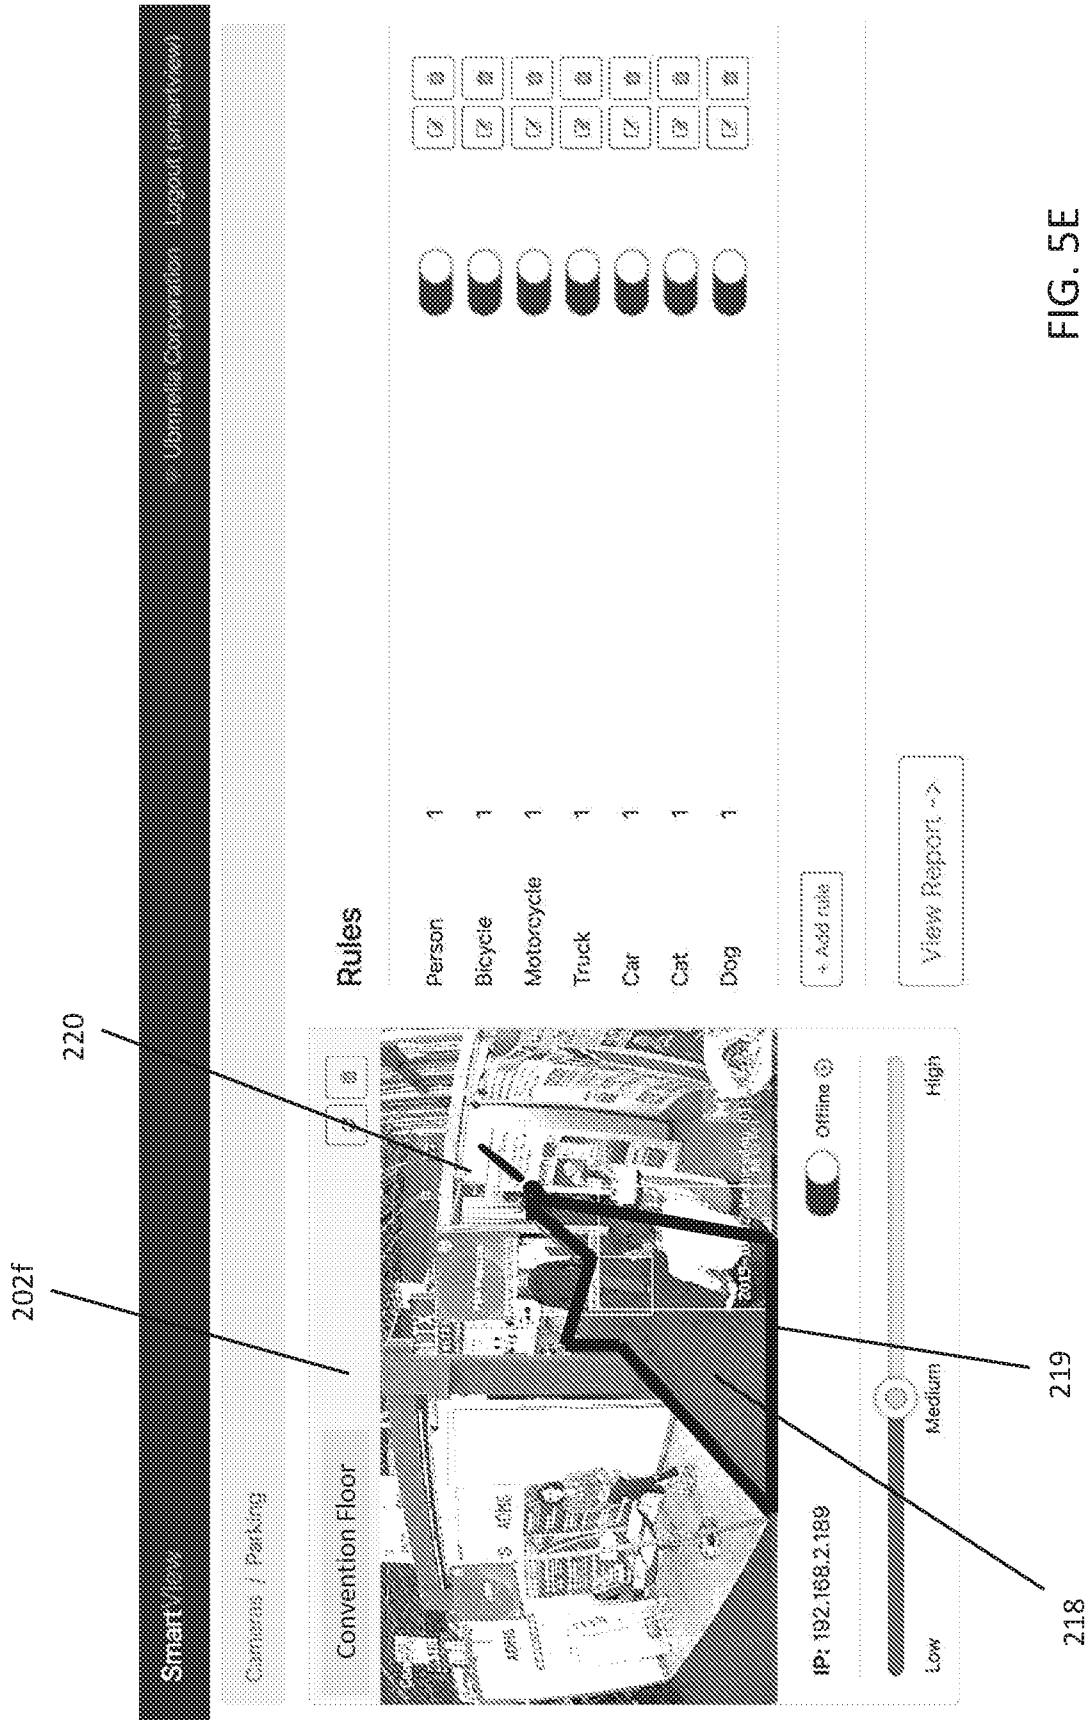 202f
220
Cameras / Parking
Convention Floor
Rules
Person 1
Bicycle 1
Motorcycle 1
Truck 1
Car 1
Cat 1
Dog 1
+ Add rule
View Report -->
IP: 192.168.2.189
Offline
Low
Medium
High
218
219
FIG. 5E